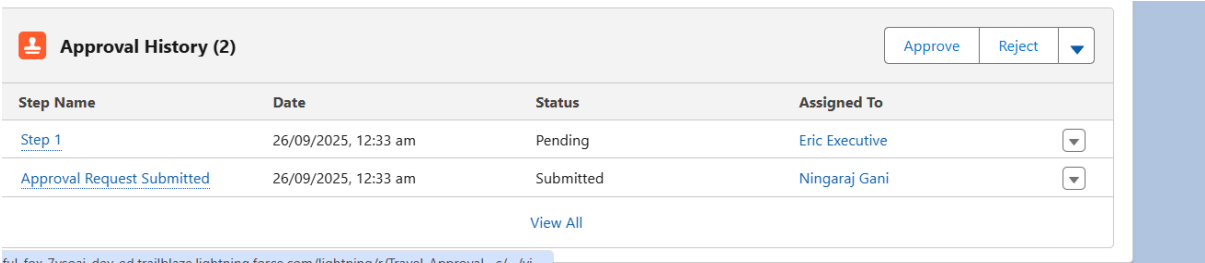 Approval History (2)
Approve Reject
Step Name Date Status Assigned To
Step 1 26/09/2025, 12:33 am Pending Eric Executive
Approval Request Submitted 26/09/2025, 12:33 am Submitted Ningaraj Gani
View All